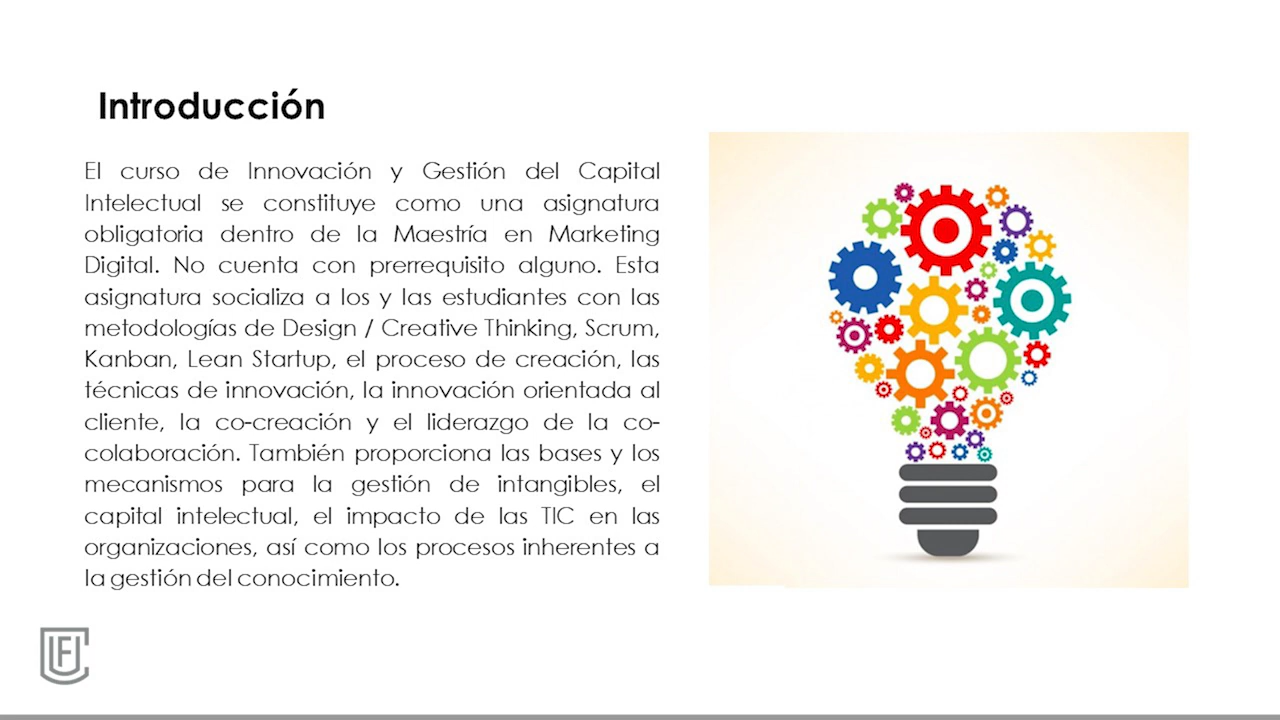 Introducción
El curso de Innovación y Gestión del Capital
Intelectual se constituye como una asignatura
obligatoria dentro de la Maestría en Marketing
Digital. No cuenta con prerrequisito alguno. Esta
asignatura socializa a los y las estudiantes con las
metodologías de Design / Creative Thinking, Scrum,
Kanban, Lean Startup, el proceso de creación, las
técnicas de innovación, la innovación orientada al
cliente, la co-creación y el liderazgo de la co-
colaboración. También proporciona las bases y los
mecanismos para la gestión de intangibles, el
capital intelectual, el impacto de las TIC en las
organizaciones, así como los procesos inherentes a
la gestión del conocimiento.